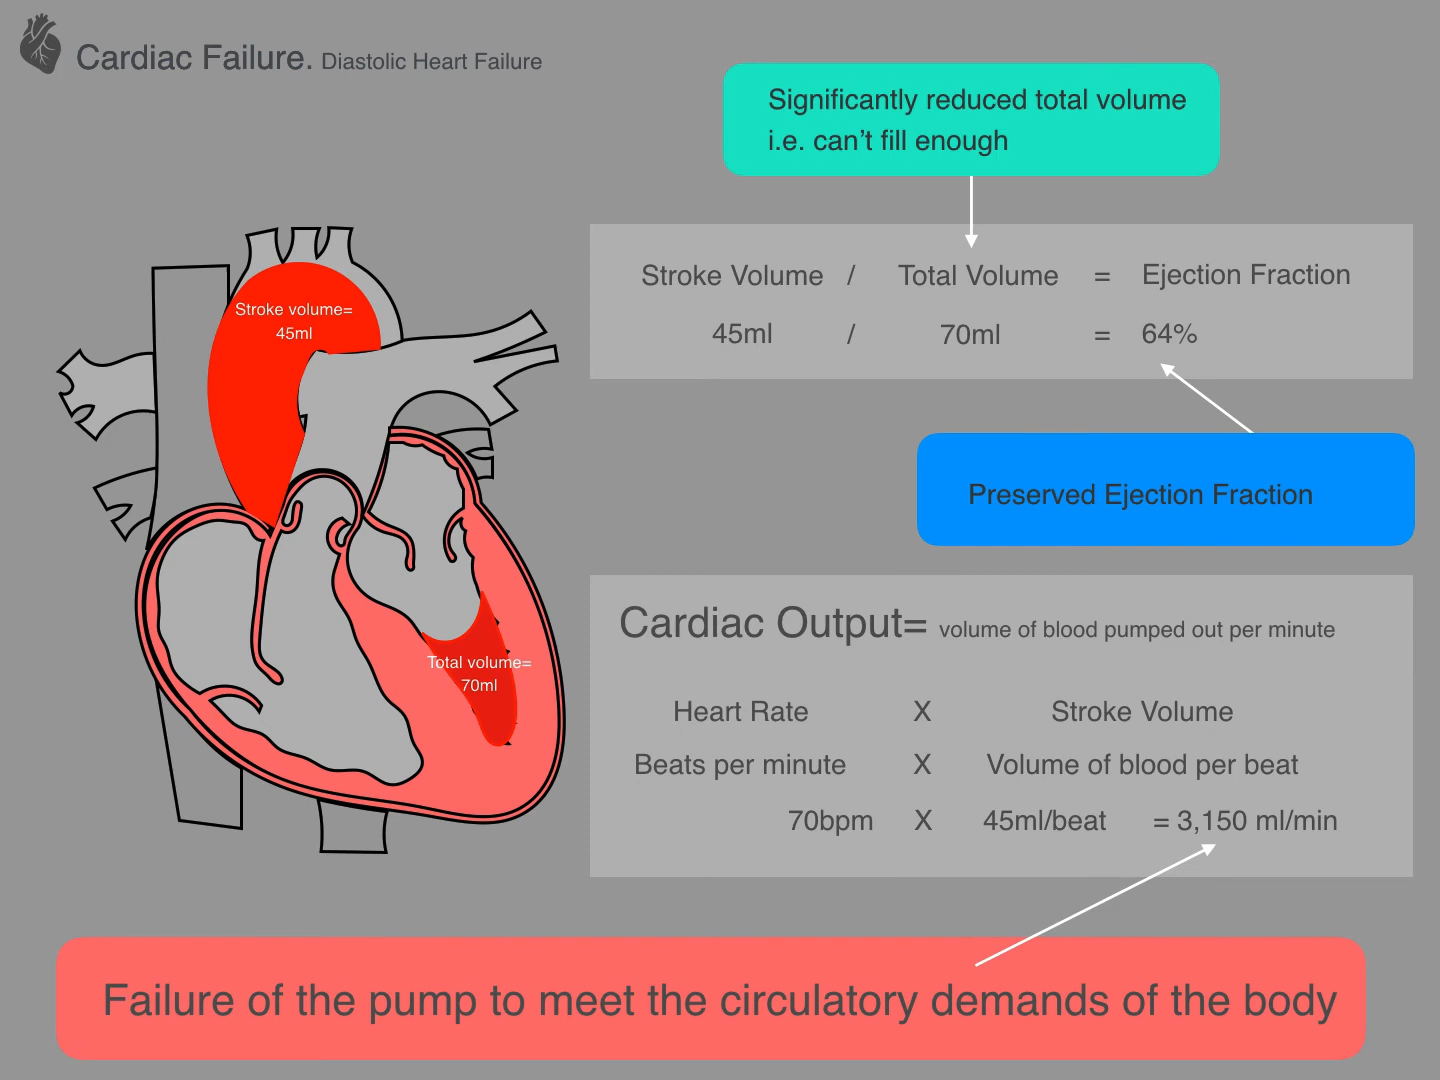 Cardiac Failure. Diastolic Heart Failure
Significantly reduced total volume
i.e. can’t fill enough
Stroke Volume / Total Volume = Ejection Fraction
45ml / 70ml = 64%
Stroke volume=
45ml
Preserved Ejection Fraction
Total volume=
70ml
Cardiac Output= volume of blood pumped out per minute
Heart Rate X Stroke Volume
Beats per minute X Volume of blood per beat
70bpm X 45ml/beat = 3,150 ml/min
Failure of the pump to meet the circulatory demands of the body